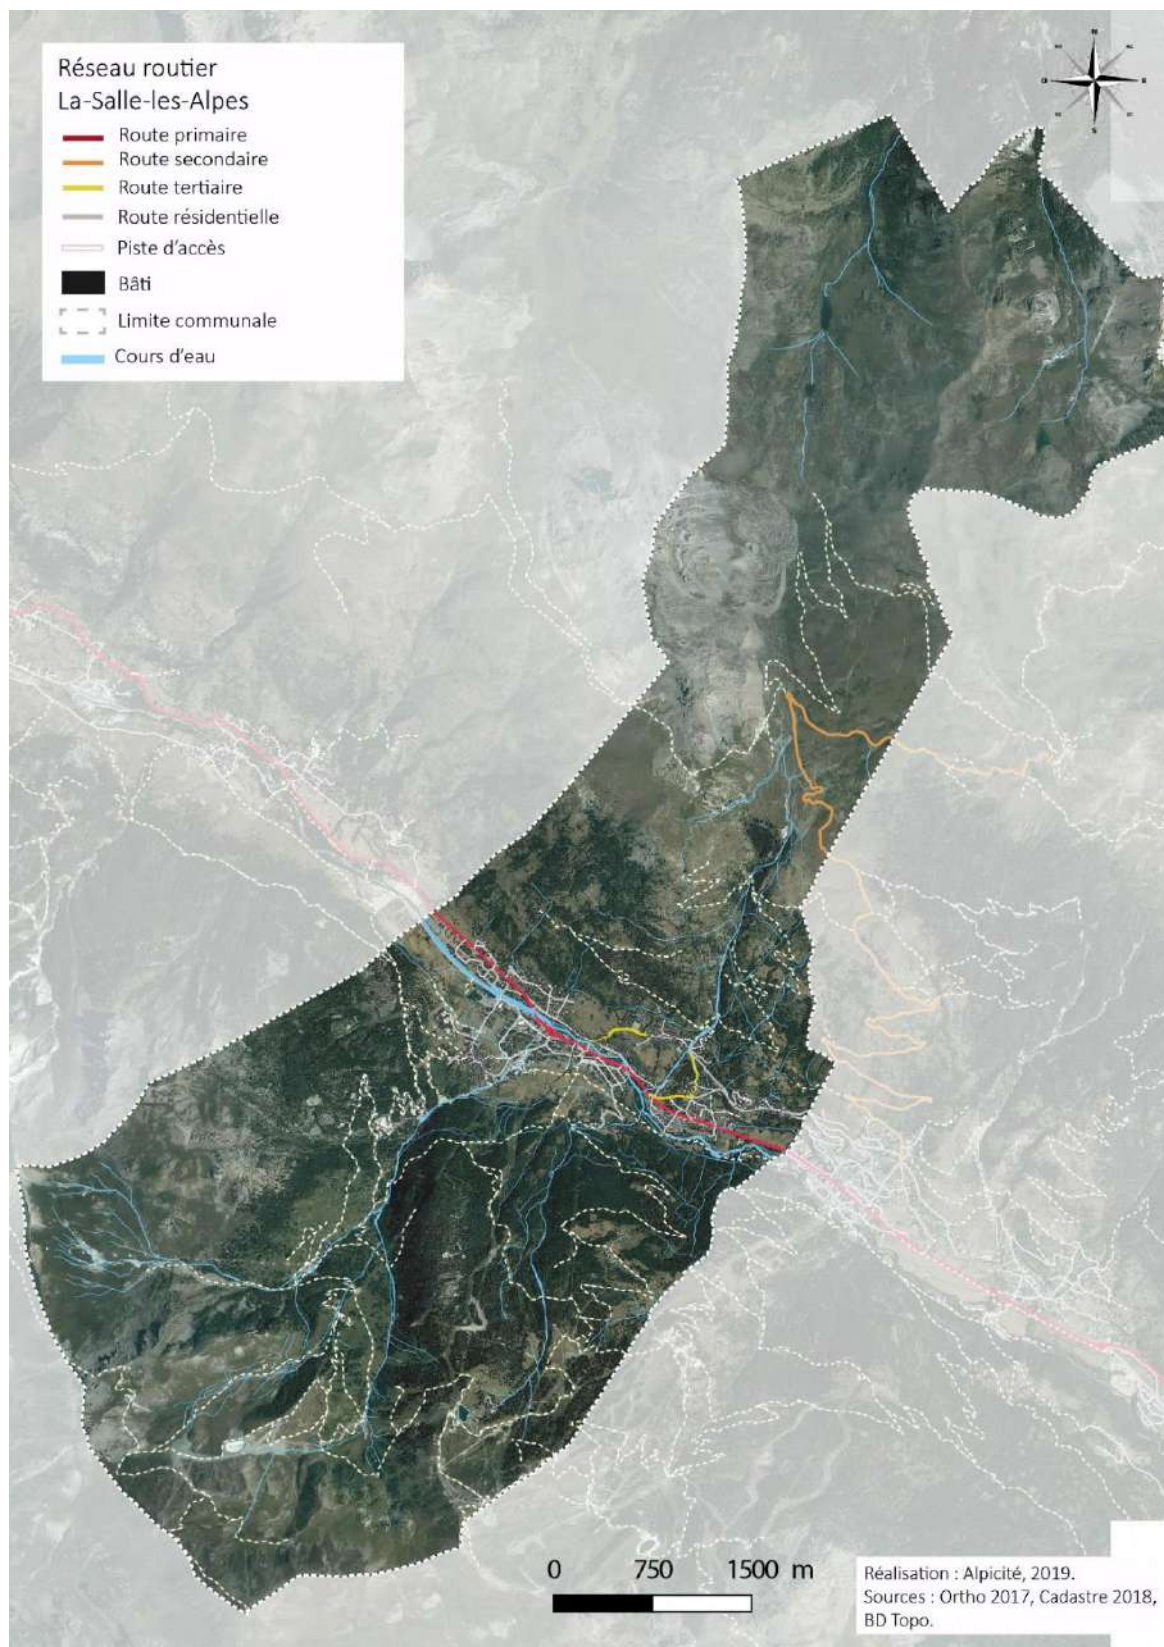 Réseau routier
La-Salle-les-Alpes
Route primaire
Route secondaire
Route tertiaire
Route résidentielle
Piste d'accès
Bâti
Limite communale
Cours d'eau
N
E
S
0 750 1500 m
Réalisation : Alpicité, 2019.
Sources : Ortho 2017, Cadastre 2018,
BD Topo.